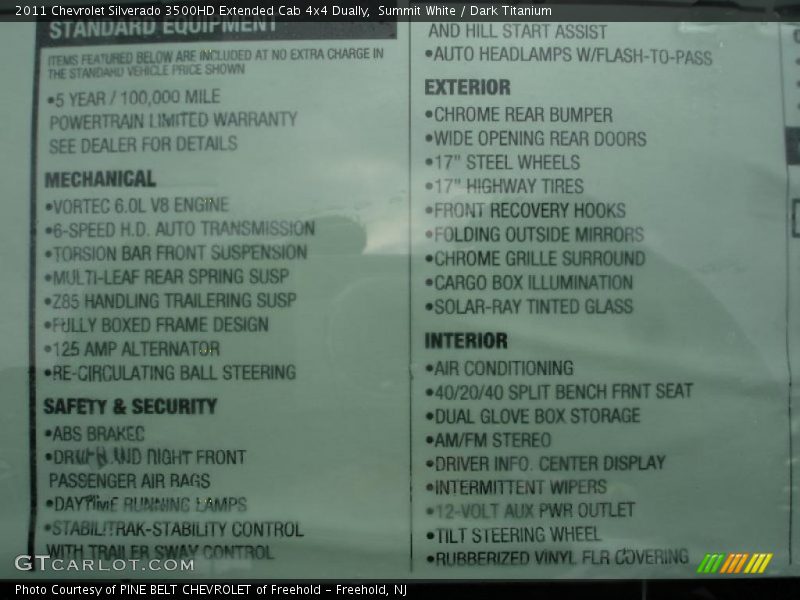 2011 Chevrolet Silverado 3500HD Extended Cab 4x4 Dually, Summit White / Dark Titanium
STANDARD EQUIPMENT
ITEMS FEATURED BELOW ARE INCLUDED AT NO EXTRA CHARGE IN
THE STANDARD VEHICLE PRICE SHOWN
•5 YEAR / 100,000 MILE
POWERTRAIN LIMITED WARRANTY
SEE DEALER FOR DETAILS
MECHANICAL
•VORTEC 6.0L V8 ENGINE
•6-SPEED H.D. AUTO TRANSMISSION
•TORSION BAR FRONT SUSPENSION
•MULTI-LEAF REAR SPRING SUSP
•Z85 HANDLING TRAILERING SUSP
•FULLY BOXED FRAME DESIGN
•125 AMP ALTERNATOR
•RE-CIRCULATING BALL STEERING
SAFETY & SECURITY
•ABS BRAKES
•DRIVER AND RIGHT FRONT
PASSENGER AIR BAGS
•DAYTIME RUNNING LAMPS
•STABILITRAK-STABILITY CONTROL
WITH TRAILER SWAY CONTROL
AND HILL START ASSIST
•AUTO HEADLAMPS W/FLASH-TO-PASS
EXTERIOR
•CHROME REAR BUMPER
•WIDE OPENING REAR DOORS
•17" STEEL WHEELS
•17" HIGHWAY TIRES
•FRONT RECOVERY HOOKS
•FOLDING OUTSIDE MIRRORS
•CHROME GRILLE SURROUND
•CARGO BOX ILLUMINATION
•SOLAR-RAY TINTED GLASS
INTERIOR
•AIR CONDITIONING
•40/20/40 SPLIT BENCH FRNT SEAT
•DUAL GLOVE BOX STORAGE
•AM/FM STEREO
•DRIVER INFO. CENTER DISPLAY
•INTERMITTENT WIPERS
•12-VOLT AUX PWR OUTLET
•TILT STEERING WHEEL
•RUBBERIZED VINYL FLR COVERING
GTCARLOT.COM
Photo Courtesy of PINE BELT CHEVROLET of Freehold – Freehold, NJ